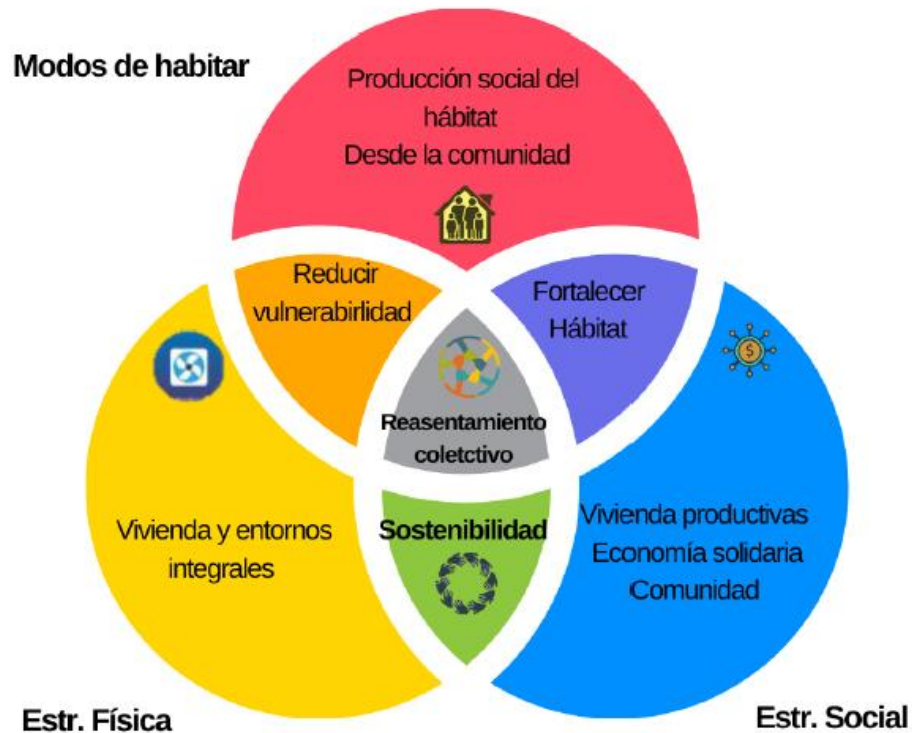 Modos de habitar
Producción social del
hábitat
Desde la comunidad
Reducir
vulnerabirlidad
Fortalecer
Hábitat
Reasentamiento
coletctivo
Vivienda y entornos
integrales
Sostenibilidad
Vivienda productivas
Economía solidaria
Comunidad
Estr. Física
Estr. Social